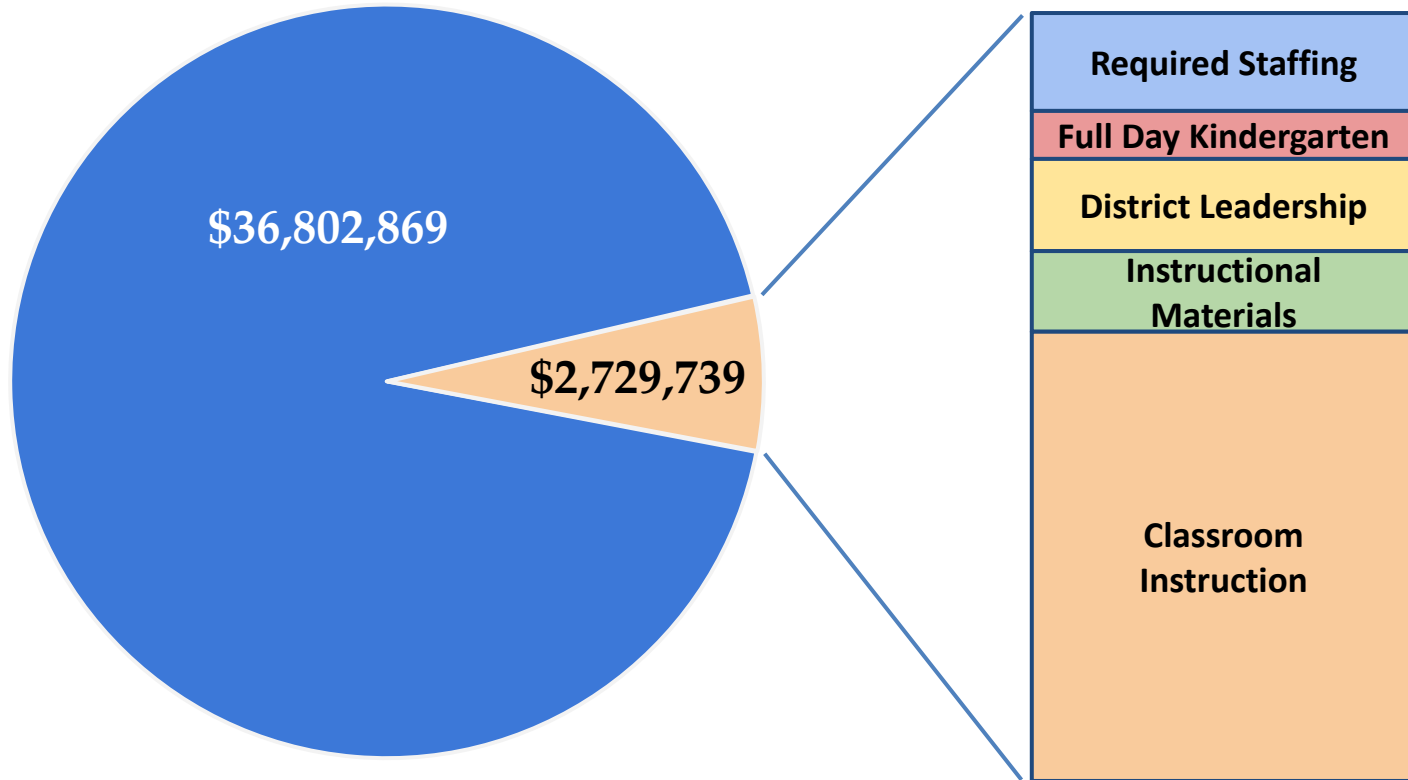 $36,802,869
$2,729,739
Required Staffing
Full Day Kindergarten
District Leadership
Instructional
Materials
Classroom
Instruction